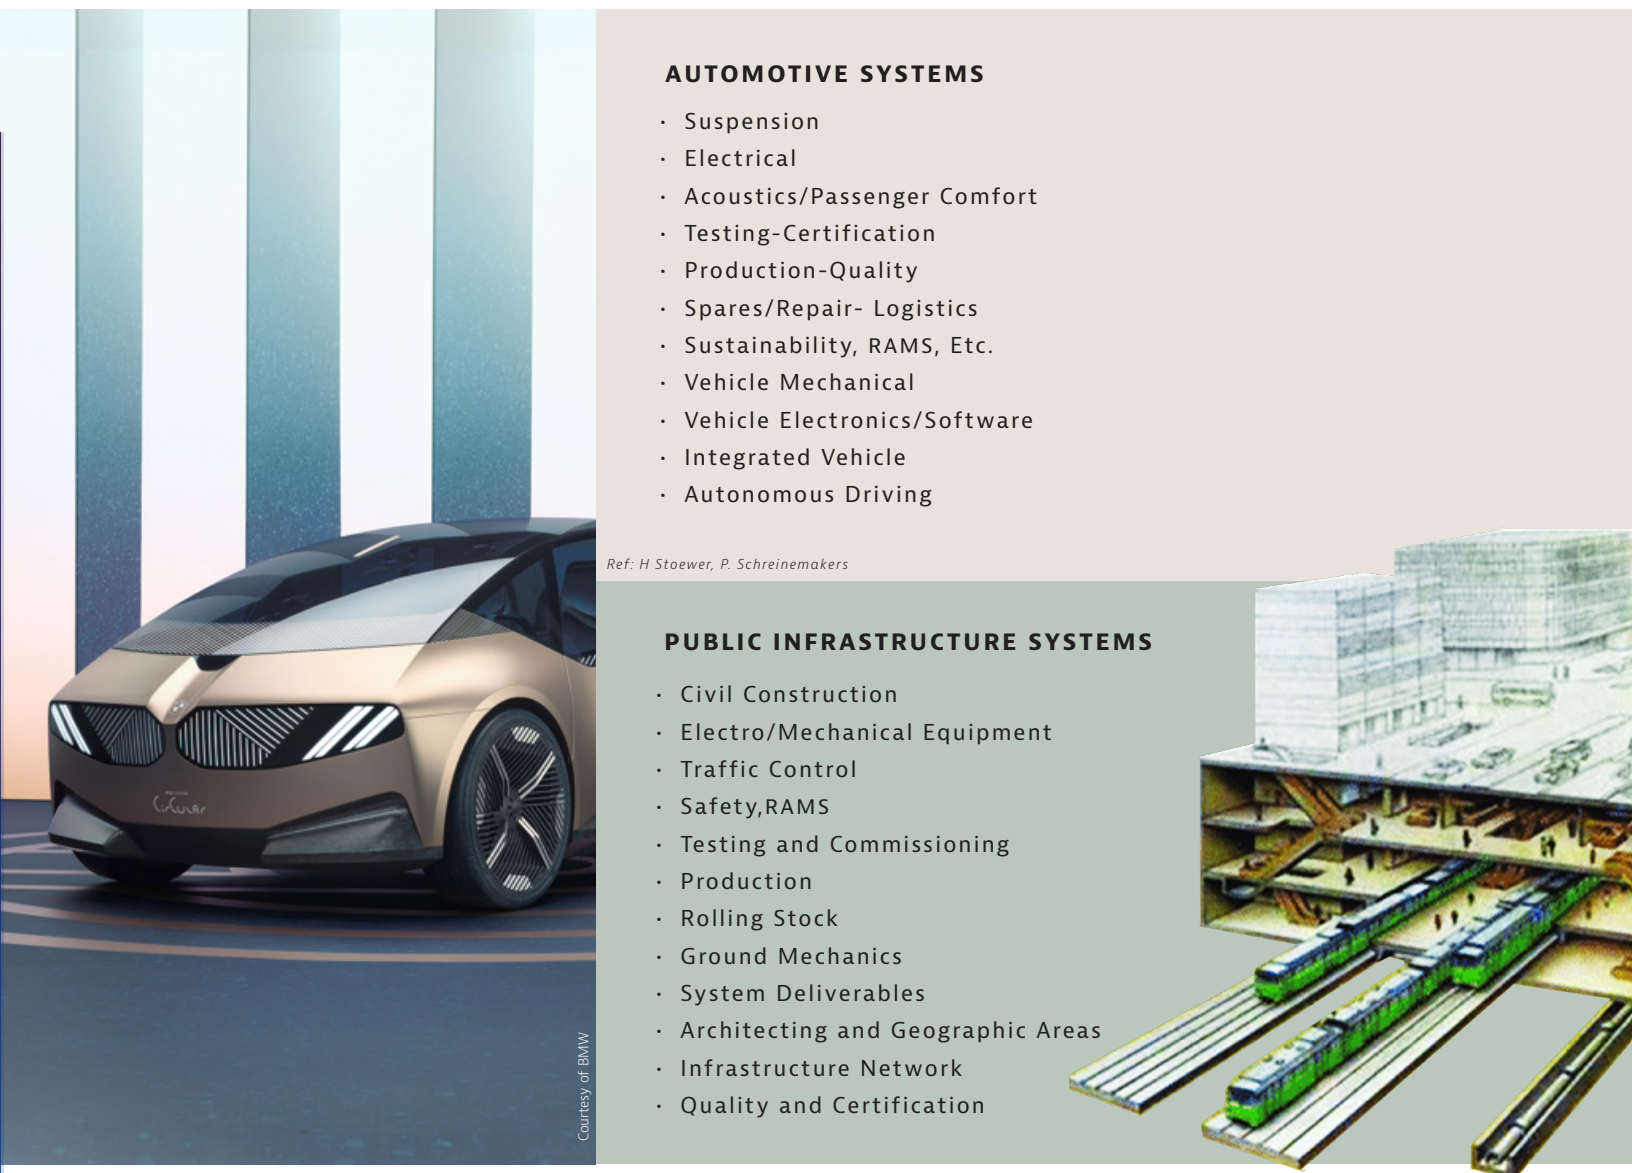 AUTOMOTIVE SYSTEMS
· Suspension
· Electrical
· Acoustics/Passenger Comfort
· Testing-Certification
· Production-Quality
· Spares/Repair- Logistics
· Sustainability, RAMS, Etc.
· Vehicle Mechanical
· Vehicle Electronics/Software
· Integrated Vehicle
· Autonomous Driving
Ref: H Stoewer, P. Schreinemakers
PUBLIC INFRASTRUCTURE SYSTEMS
· Civil Construction
· Electro/Mechanical Equipment
· Traffic Control
· Safety,RAMS
· Testing and Commissioning
· Production
· Rolling Stock
· Ground Mechanics
· System Deliverables
· Architecting and Geographic Areas
· Infrastructure Network
· Quality and Certification
CirCuLAr
Courtesy of BMW